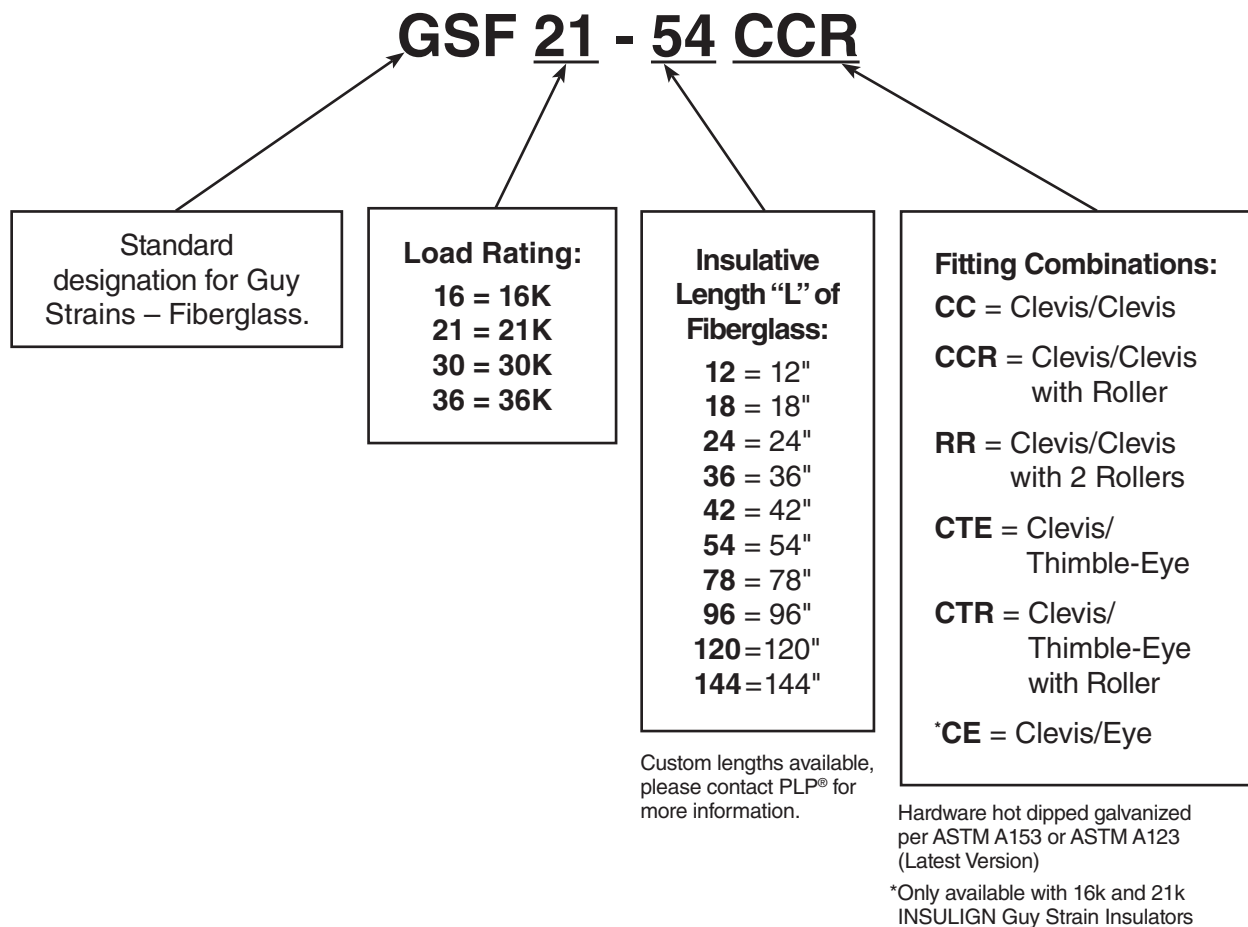 GSF 21 - 54 CCR
Standard
designation for Guy
Strains – Fiberglass.
Load Rating:
16 = 16K
21 = 21K
30 = 30K
36 = 36K
Insulative
Length “L” of
Fiberglass:
12 = 12"
18 = 18"
24 = 24"
36 = 36"
42 = 42"
54 = 54"
78 = 78"
96 = 96"
120=120"
144=144"
Custom lengths available,
please contact PLP® for
more information.
Fitting Combinations:
CC = Clevis/Clevis
CCR = Clevis/Clevis
with Roller
RR = Clevis/Clevis
with 2 Rollers
CTE = Clevis/
Thimble-Eye
CTR = Clevis/
Thimble-Eye
with Roller
*CE = Clevis/Eye
Hardware hot dipped galvanized
per ASTM A153 or ASTM A123
(Latest Version)
*Only available with 16k and 21k
INSULIGN Guy Strain Insulators